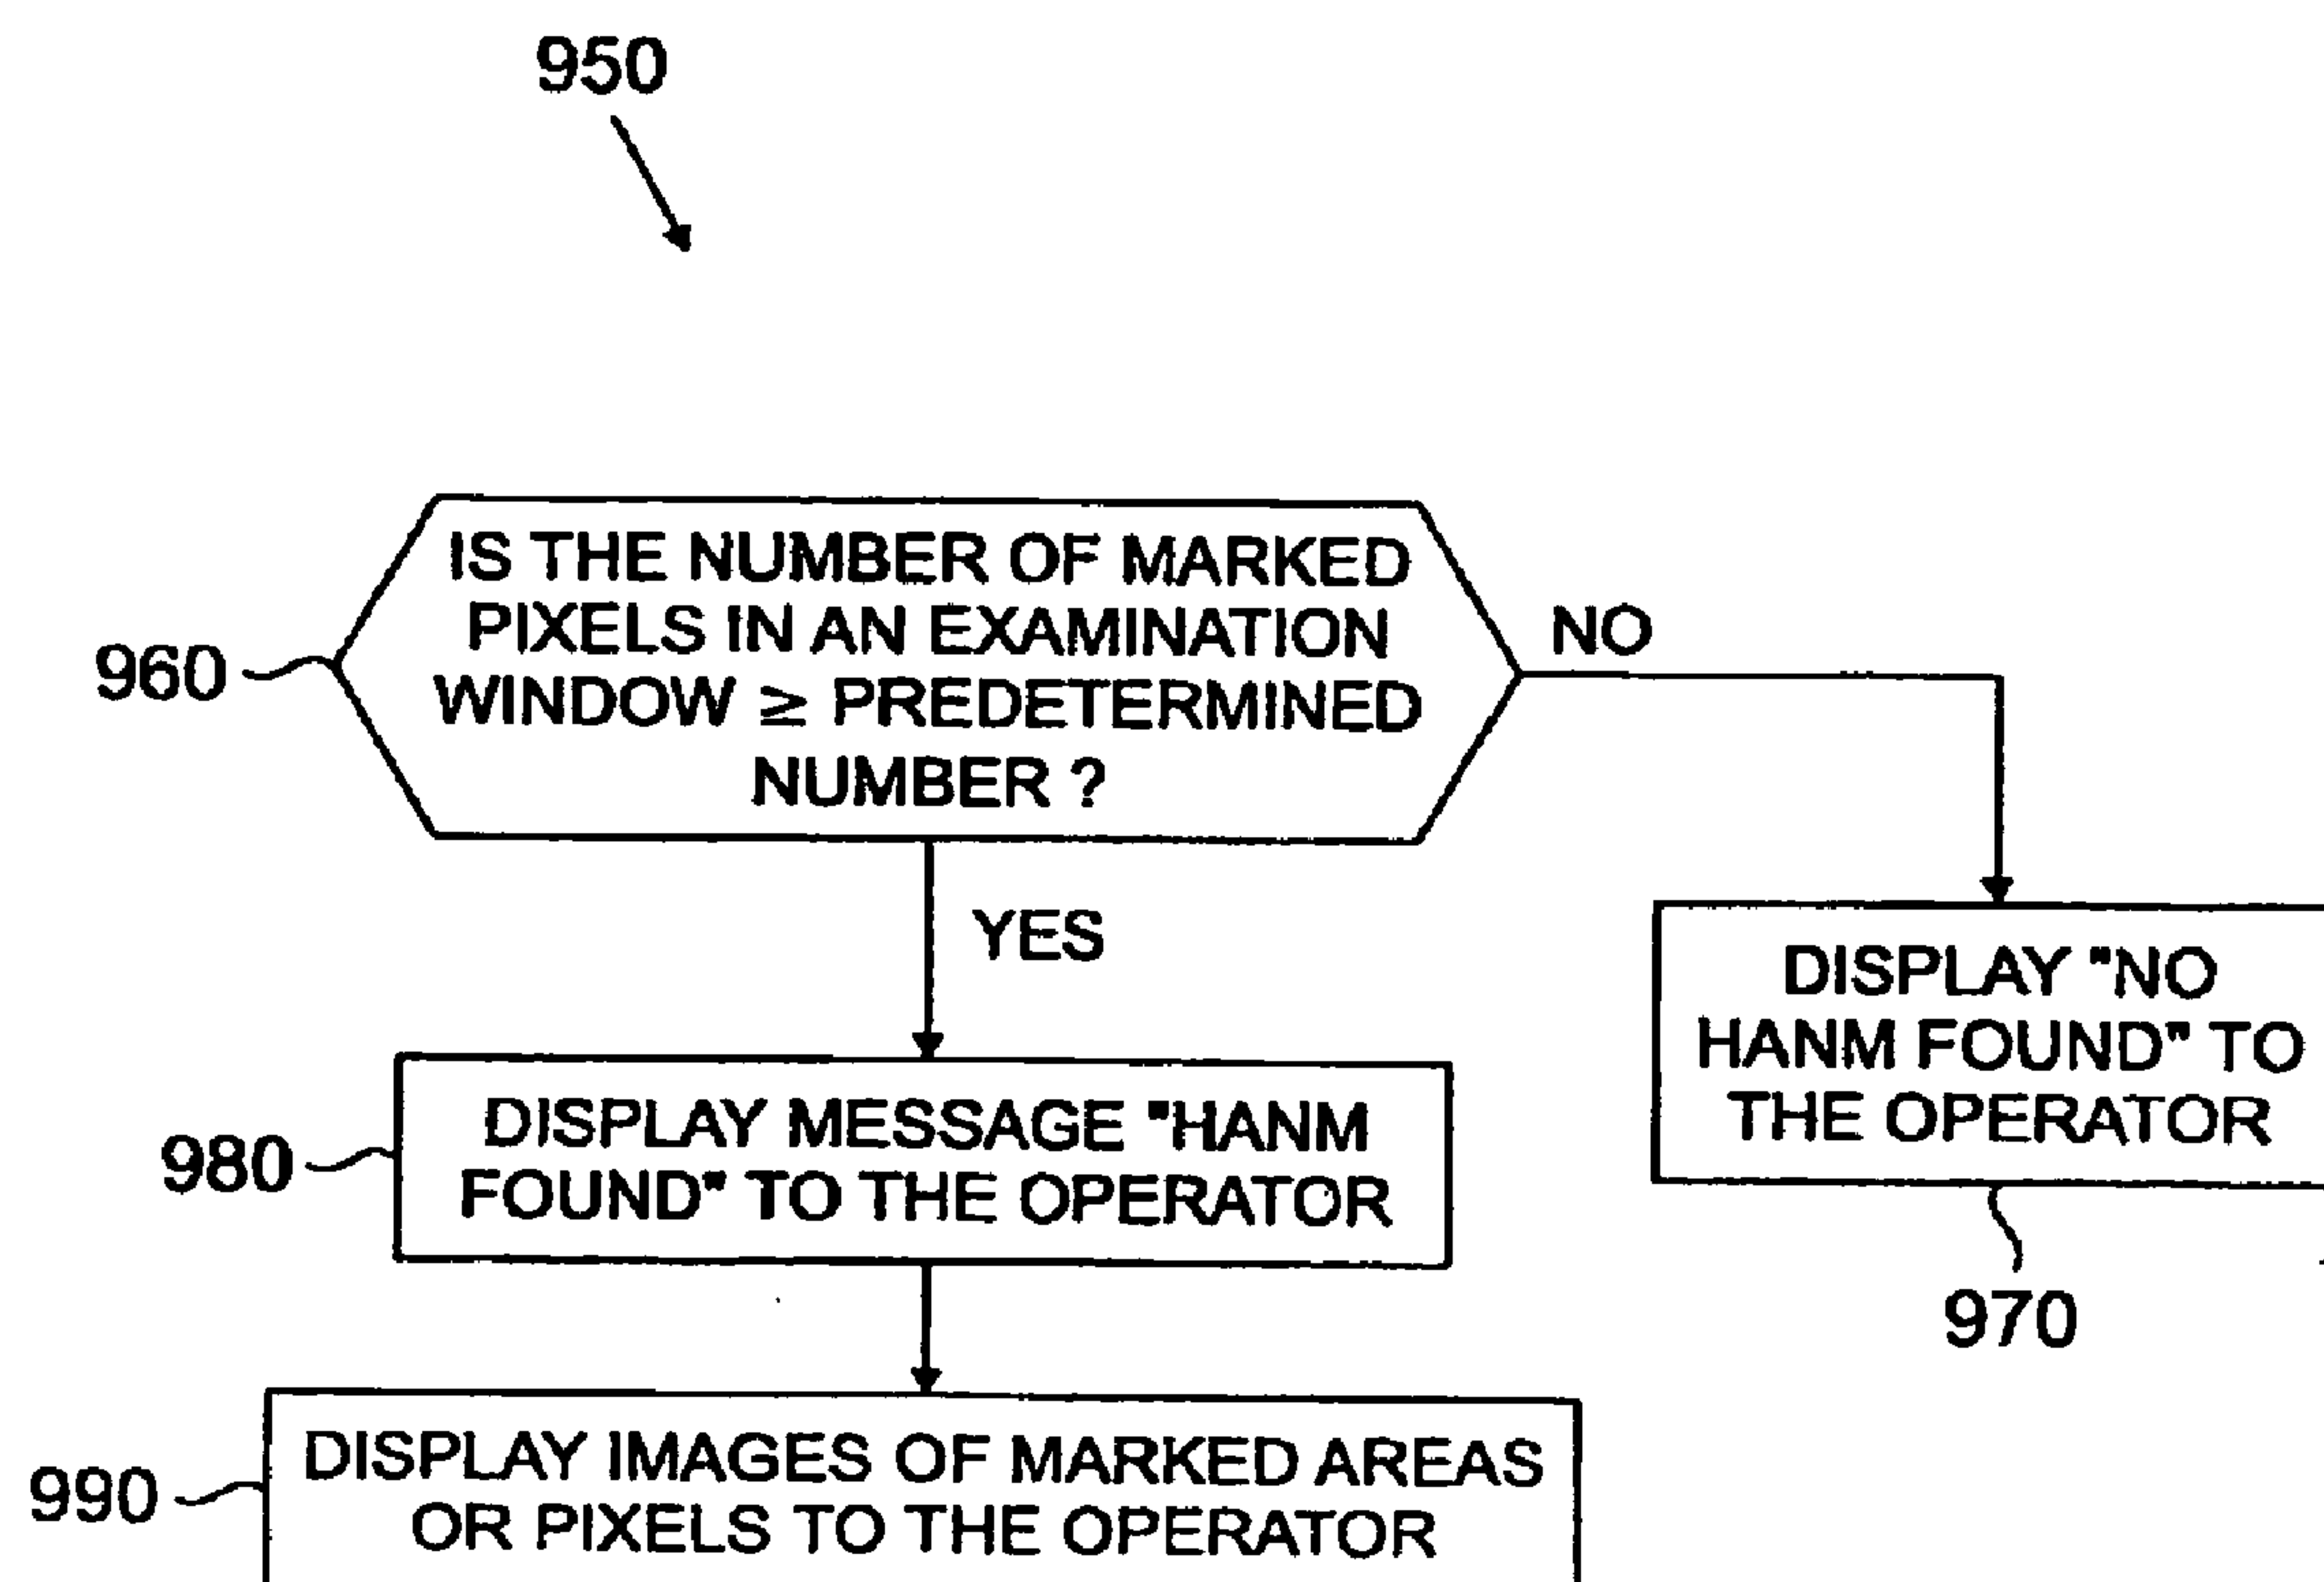 950
IS THE NUMBER OF MARKED
PIXELS IN AN EXAMINATION
WINDOW ≥ PREDETERMINED
NUMBER ?
960
NO
YES
DISPLAY "NO
HANM FOUND" TO
THE OPERATOR
970
DISPLAY MESSAGE "HANM
FOUND" TO THE OPERATOR
980
DISPLAY IMAGES OF MARKED AREAS
OR PIXELS TO THE OPERATOR
990